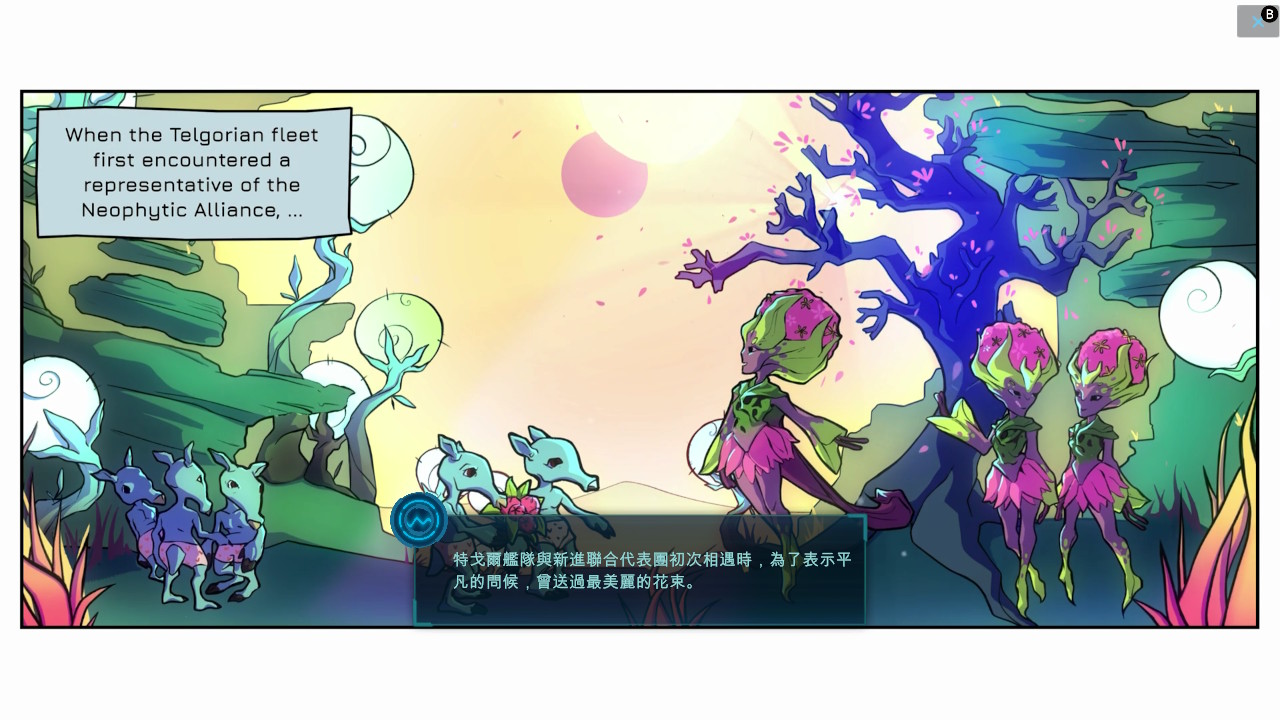 B
When the Telgorian fleet
first encountered a
representative of the
Neophytic Alliance, ...
特戈爾艦隊與新進聯合代表團初次相遇時，為了表示平
凡的問候，曾送過最美麗的花束。